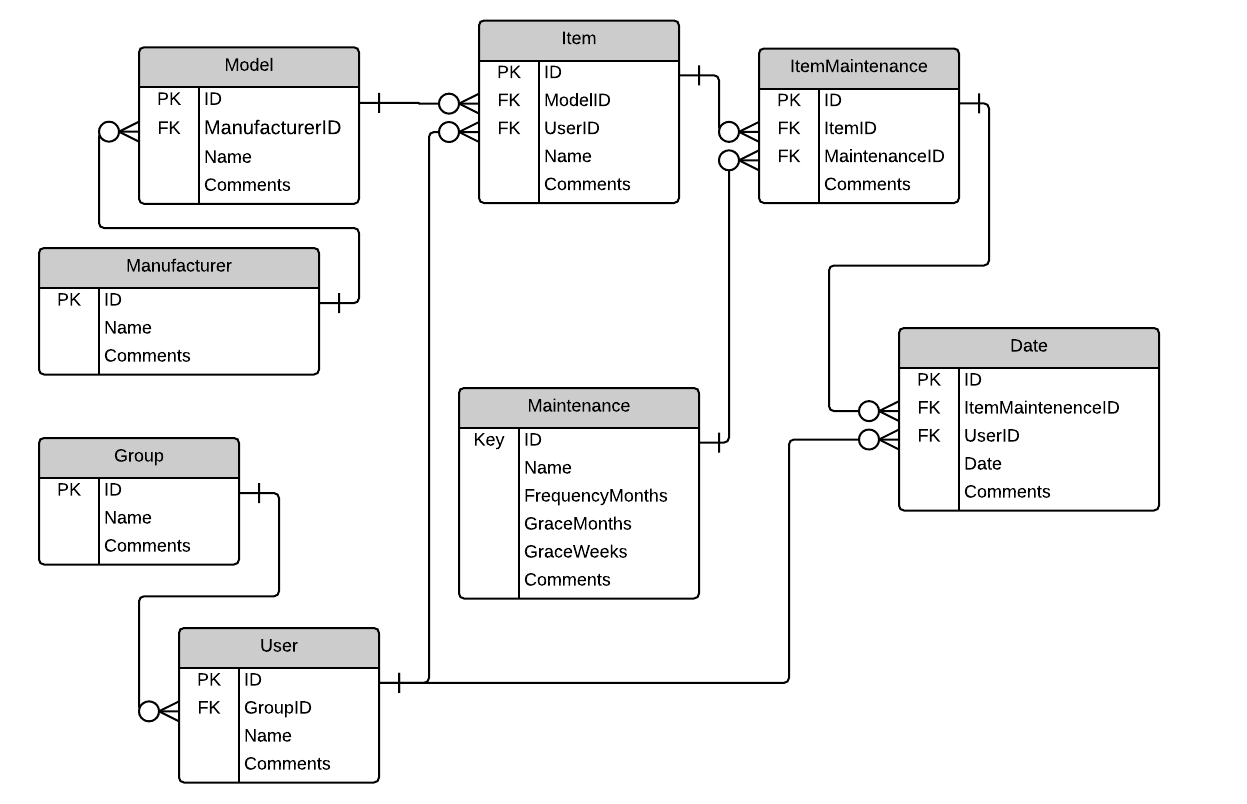 Model
PK ID
FK ManufacturerID
Name
Comments
Item
PK ID
FK ModelID
FK UserID
Name
Comments
ItemMaintenance
PK ID
FK ItemID
FK MaintenanceID
Comments
Manufacturer
PK ID
Name
Comments
Date
PK ID
FK ItemMaintenenceID
FK UserID
Date
Comments
Maintenance
Key ID
Name
FrequencyMonths
GraceMonths
GraceWeeks
Comments
Group
PK ID
Name
Comments
User
PK ID
FK GroupID
Name
Comments